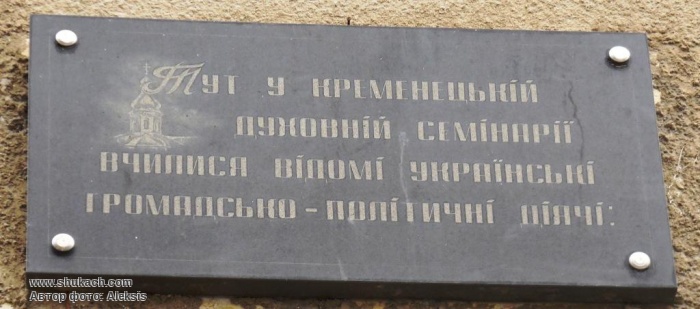 Тут у Кременецькій
духовній семінарії
вчилися відомі українські
громадсько-політичні діячі:
www.shukach.com
Автор фото: Aleksis